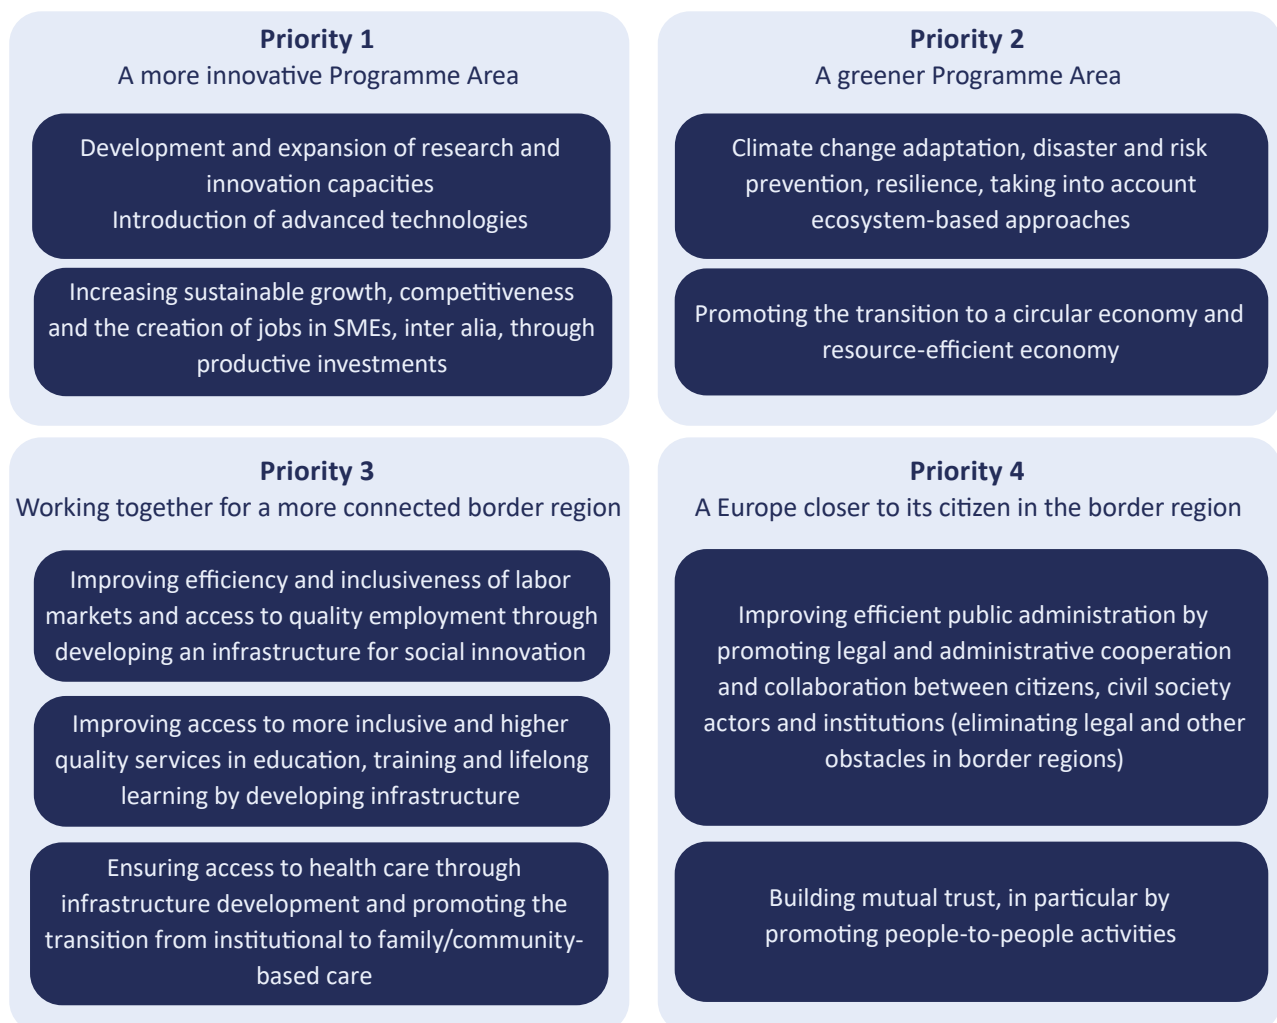 Priority 1
A more innovative Programme Area
Development and expansion of research and
innovation capacities
Introduction of advanced technologies
Increasing sustainable growth, competitiveness
and the creation of jobs in SMEs, inter alia, through
productive investments
Priority 2
A greener Programme Area
Climate change adaptation, disaster and risk
prevention, resilience, taking into account
ecosystem-based approaches
Promoting the transition to a circular economy and
resource-efficient economy
Priority 3
Working together for a more connected border region
Improving efficiency and inclusiveness of labor
markets and access to quality employment through
developing an infrastructure for social innovation
Improving access to more inclusive and higher
quality services in education, training and lifelong
learning by developing infrastructure
Ensuring access to health care through
infrastructure development and promoting the
transition from institutional to family/community-
based care
Priority 4
A Europe closer to its citizen in the border region
Improving efficient public administration by
promoting legal and administrative cooperation
and collaboration between citizens, civil society
actors and institutions (eliminating legal and other
obstacles in border regions)
Building mutual trust, in particular by
promoting people-to-people activities